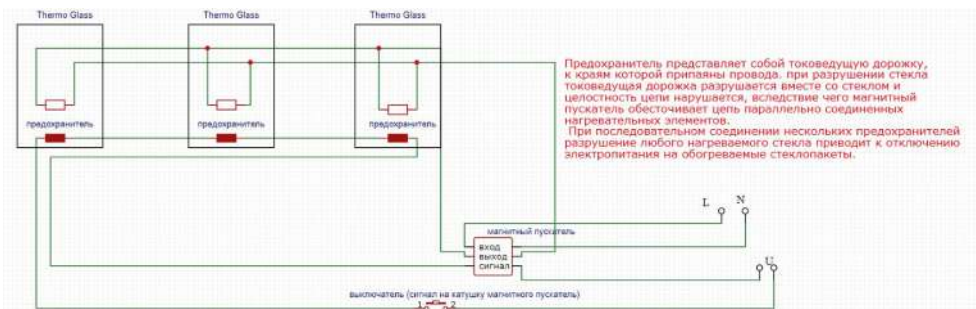 Thermo Glass
Thermo Glass
Thermo Glass
Предохранитель представляет собой токоведущую дорожку,
к краям которой припаяны провода. при разрушении стекла
токоведущая дорожка разрушается вместе со стеклом и
целостность цепи нарушается, вследствие чего магнитный
пускатель обесточивает цепь параллельно соединенных
нагревательных элементов.
При последовательном соединении нескольких предохранителей
разрушение любого нагреваемого стекла приводит к отключению
электропитания на обогреваемые стеклопакеты.
предохранитель
предохранитель
предохранитель
L
N
магнитный пускатель
вход
выход
сигнал
U
выключатель (сигнал на катушку магнитного пускатель)
1
2